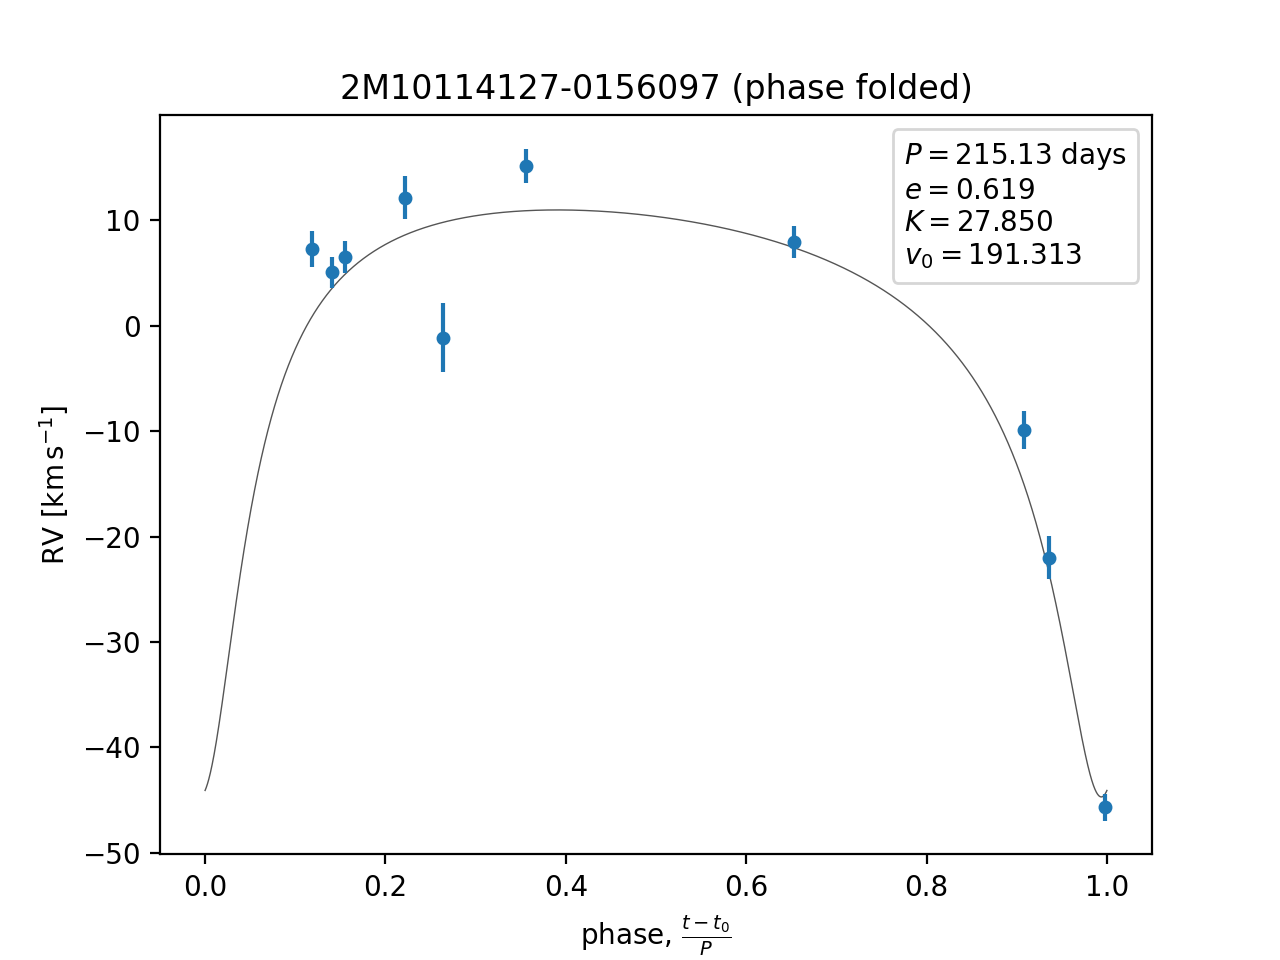 2M10114127-0156097 (phase folded)
P = 215.13 days
e = 0.619
K = 27.850
v₀ = 191.313
10
0
−10
−20
−30
−40
−50
RV [km s⁻¹]
0.0 0.2 0.4 0.6 0.8 1.0
phase, (t − t₀)/P